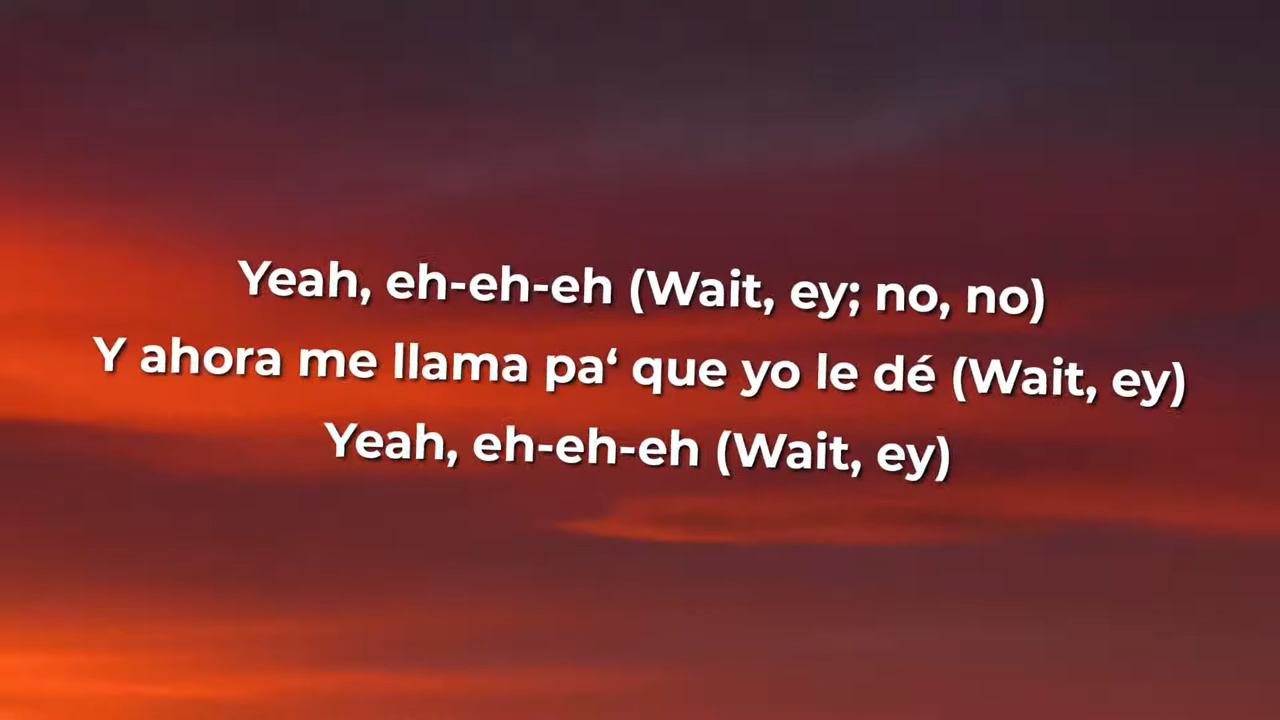 Yeah, eh-eh-eh (Wait, ey; no, no)
Y ahora me llama pa‘ que yo le dé (Wait, ey)
Yeah, eh-eh-eh (Wait, ey)